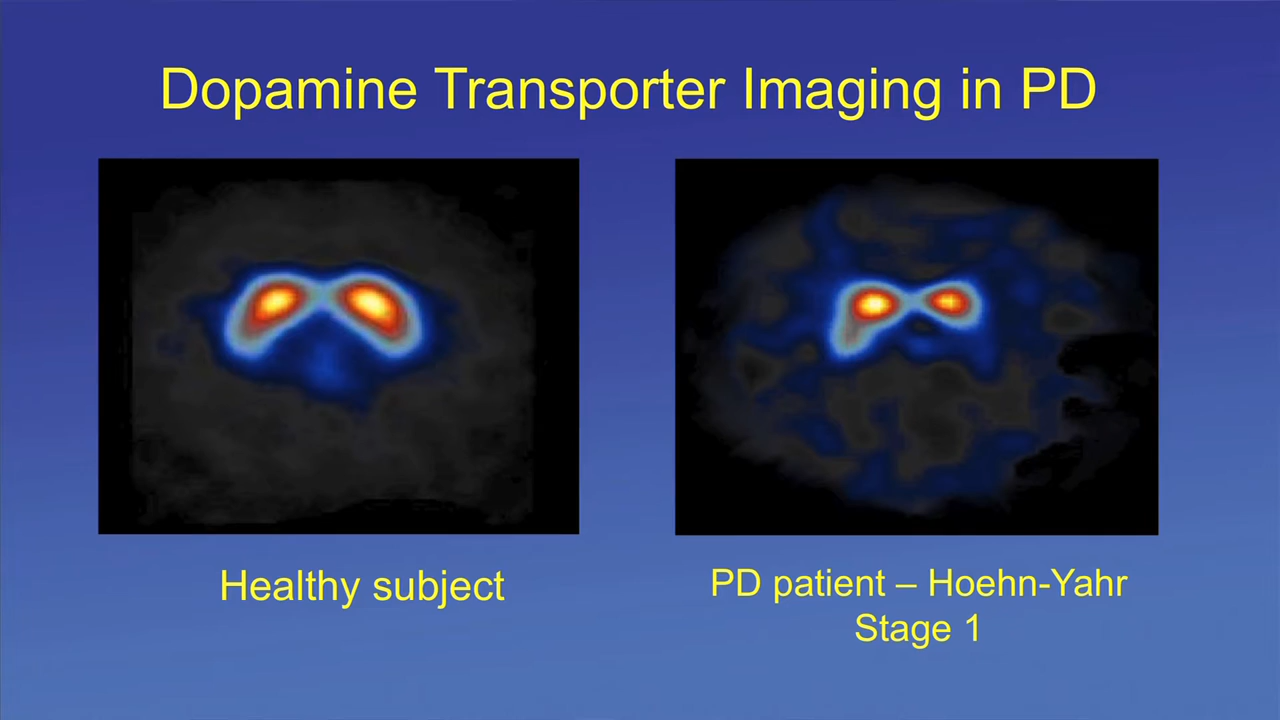 Dopamine Transporter Imaging in PD
Healthy subject
PD patient – Hoehn-Yahr
Stage 1